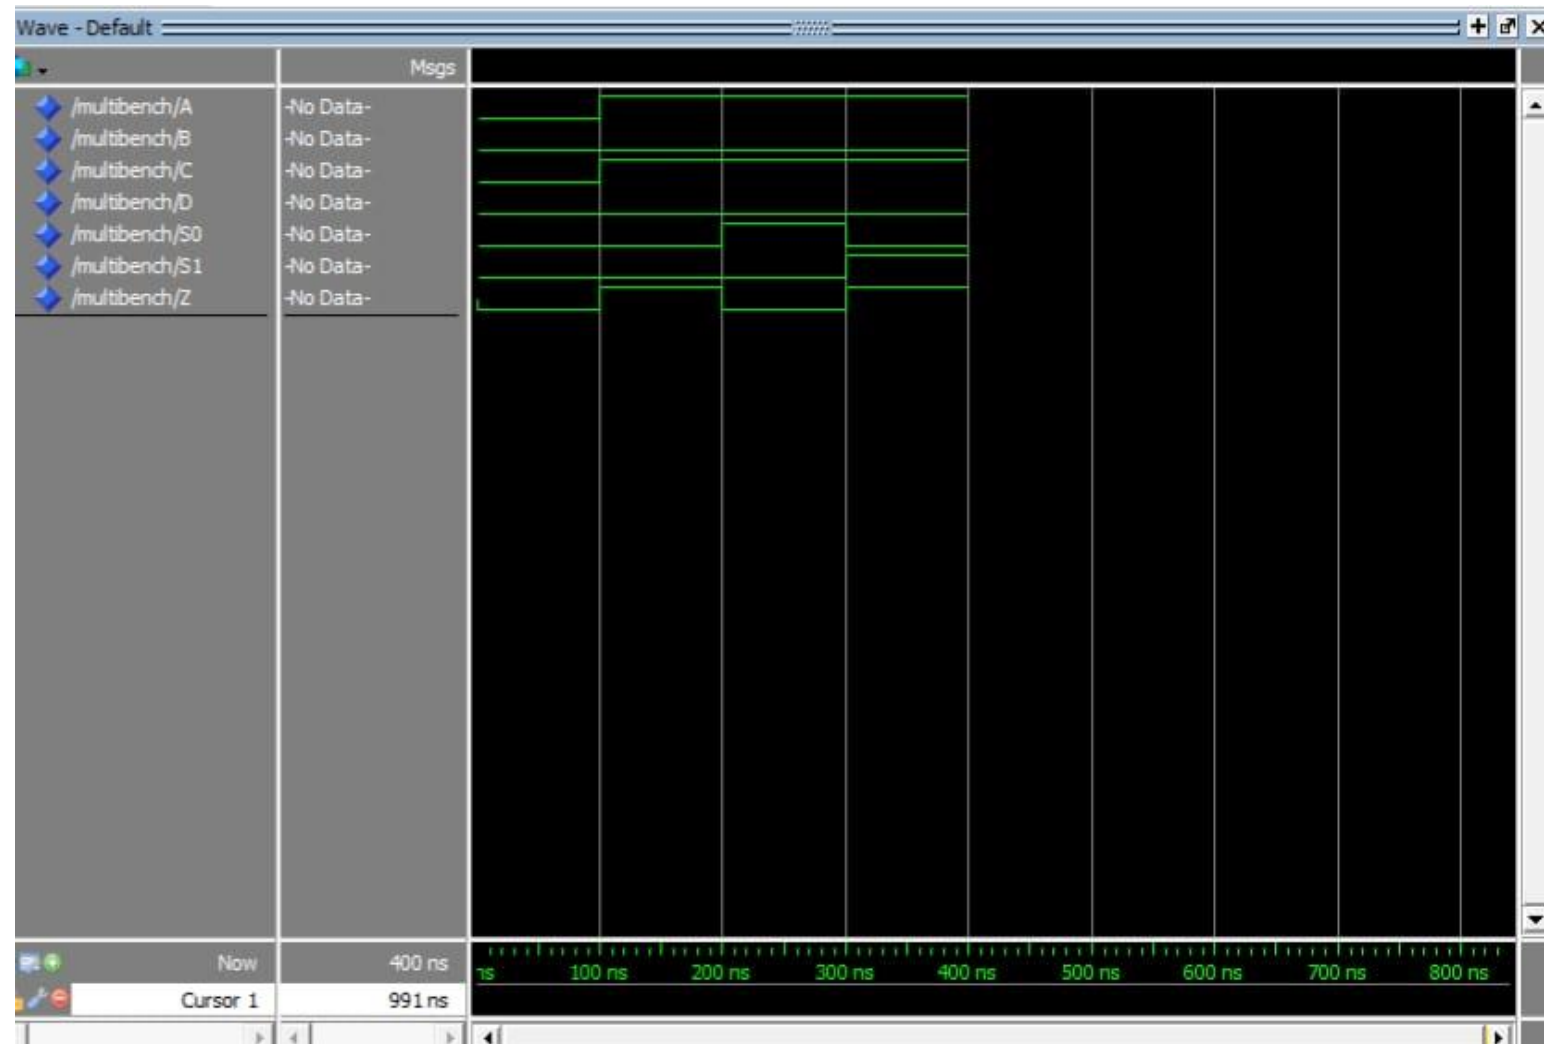 Wave - Default
Msgs
/multibench/A -No Data-
/multibench/B -No Data-
/multibench/C -No Data-
/multibench/D -No Data-
/multibench/S0 -No Data-
/multibench/S1 -No Data-
/multibench/Z -No Data-
Now 400 ns
ns 100 ns 200 ns 300 ns 400 ns 500 ns 600 ns 700 ns 800 ns
Cursor 1 991 ns